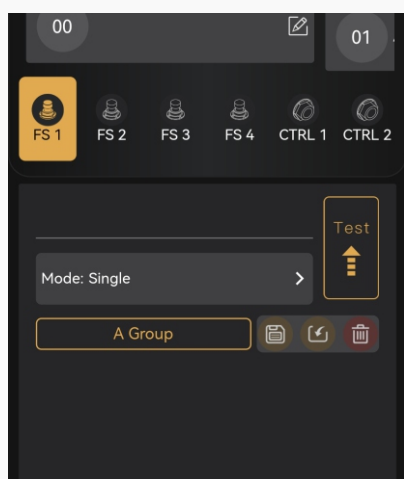 00
01
FS 1 FS 2 FS 3 FS 4 CTRL 1 CTRL 2
Test
Mode: Single
A Group